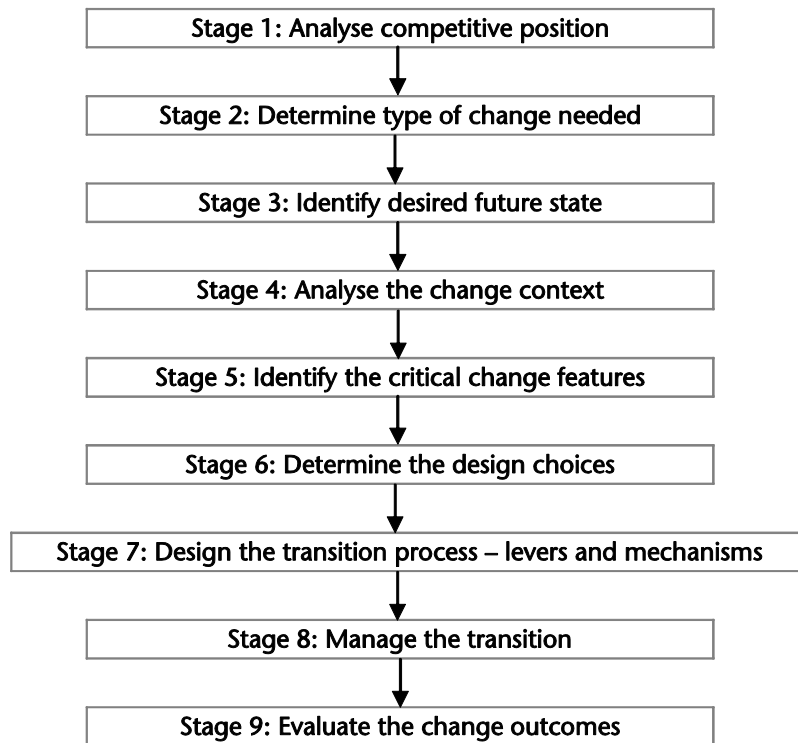 Stage 1: Analyse competitive position
Stage 2: Determine type of change needed
Stage 3: Identify desired future state
Stage 4: Analyse the change context
Stage 5: Identify the critical change features
Stage 6: Determine the design choices
Stage 7: Design the transition process – levers and mechanisms
Stage 8: Manage the transition
Stage 9: Evaluate the change outcomes